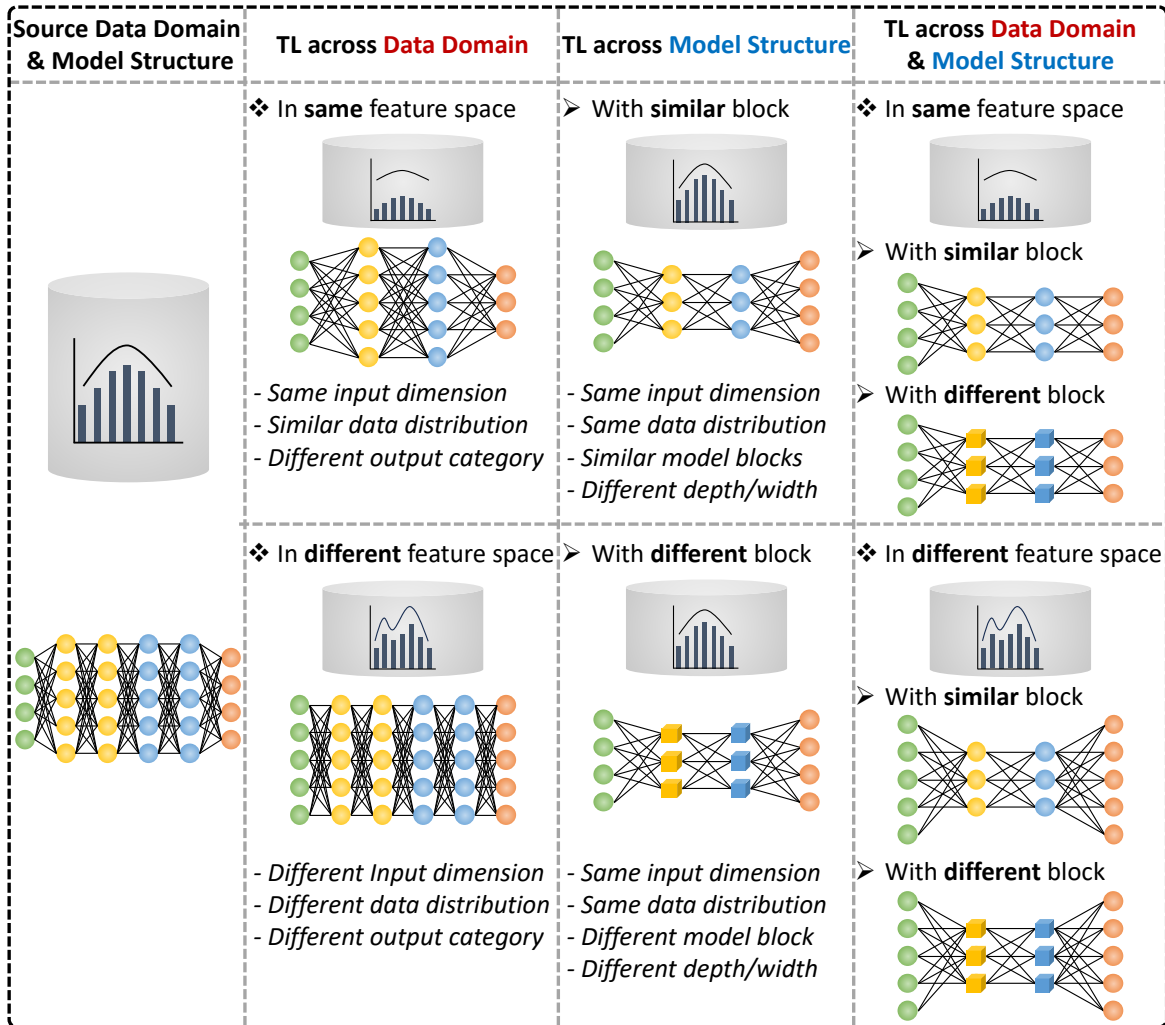 Source Data Domain
& Model Structure
TL across Data Domain
TL across Model Structure
TL across Data Domain
& Model Structure
❖ In same feature space
- Same input dimension
- Similar data distribution
- Different output category
➢ With similar block
- Same input dimension
- Same data distribution
- Similar model blocks
- Different depth/width
❖ In same feature space
➢ With similar block
➢ With different block
❖ In different feature space
- Different Input dimension
- Different data distribution
- Different output category
➢ With different block
- Same input dimension
- Same data distribution
- Different model block
- Different depth/width
❖ In different feature space
➢ With similar block
➢ With different block